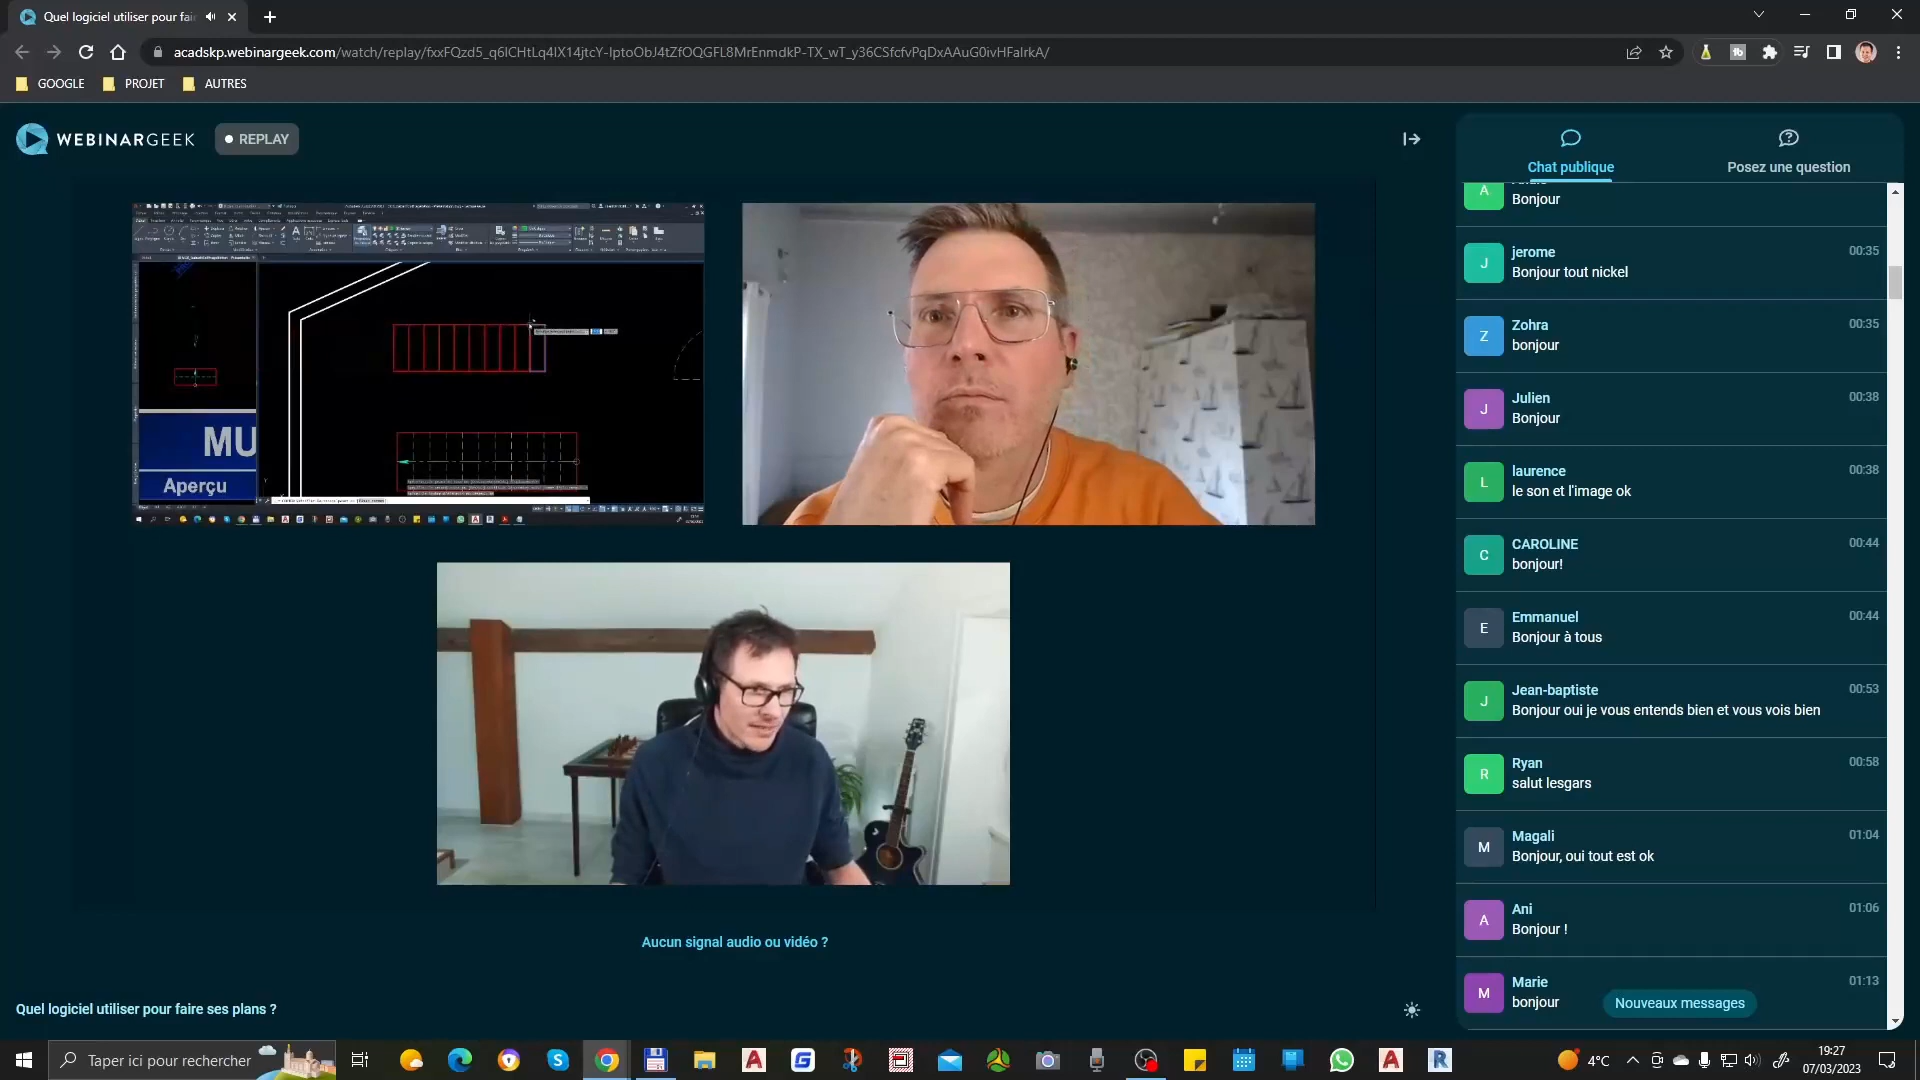 Quel logiciel utiliser pour fai
acadskp.webinargeek.com/watch/replay/fxxFQzd5_q6lCHtLq4IX14jtcY-IptoObJ4tZfOQGFL8MrEnmdkP-TX_wT_y36CSfcfvPqDxAAuG0ivHFaIrkA/
GOOGLE PROJET AUTRES
WEBINARGEEK REPLAY
Chat publique
Posez une question
A
Bonjour
J
jerome 00:35
Bonjour tout nickel
Z
Zohra 00:35
bonjour
J
Julien 00:38
Bonjour
L
laurence 00:38
le son et l'image ok
C
CAROLINE 00:44
bonjour!
E
Emmanuel 00:44
Bonjour à tous
J
Jean-baptiste 00:53
Bonjour oui je vous entends bien et vous vois bien
R
Ryan 00:58
salut lesgars
M
Magali 01:04
Bonjour, oui tout est ok
A
Ani 01:06
Bonjour !
M
Marie 01:13
bonjour
Nouveaux messages
MU
Aperçu
Aucun signal audio ou vidéo ?
Quel logiciel utiliser pour faire ses plans ?
Taper ici pour rechercher
4°C
19:27
07/03/2023